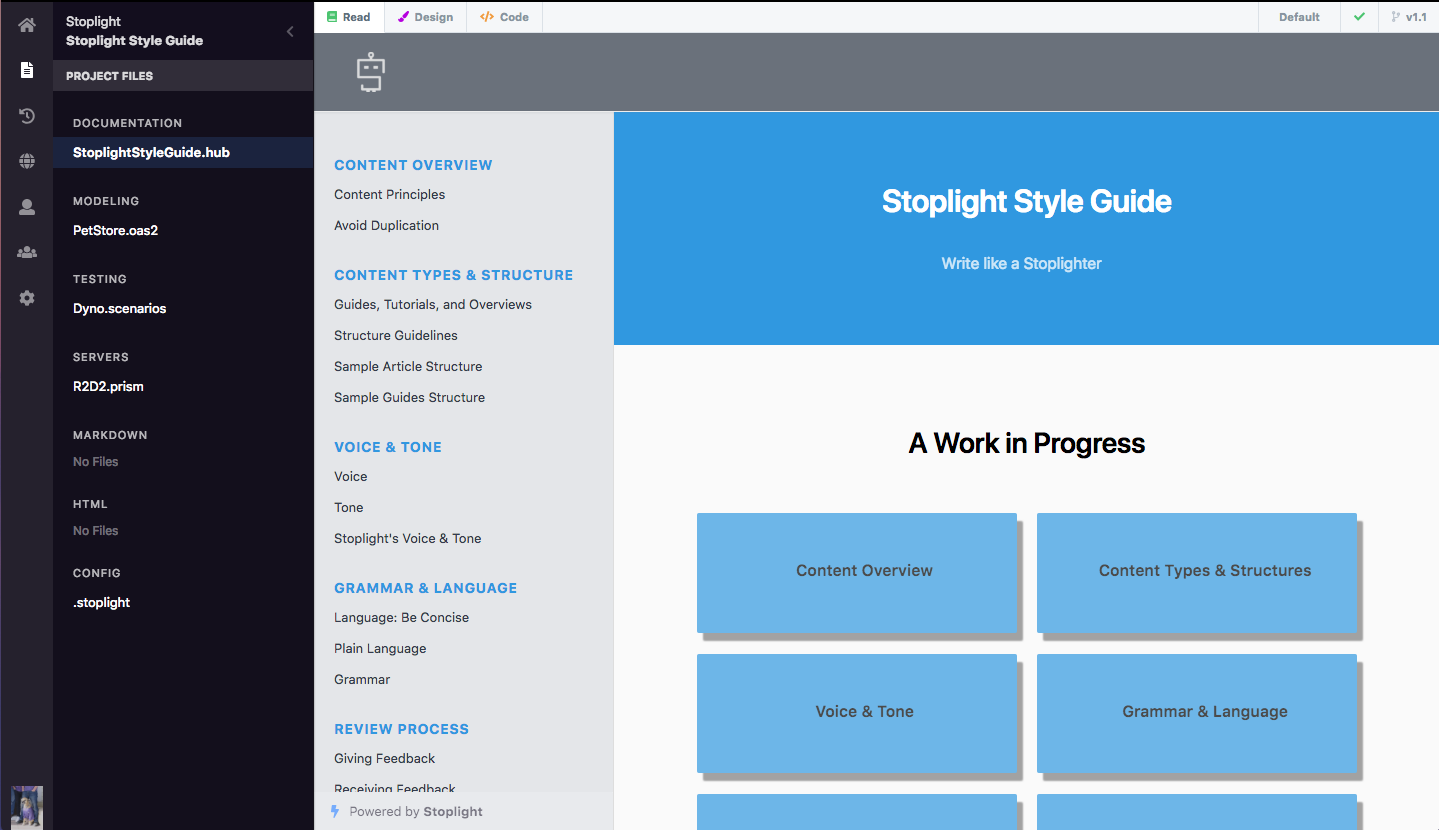 Stoplight
Stoplight Style Guide
PROJECT FILES
DOCUMENTATION
StoplightStyleGuide.hub
MODELING
PetStore.oas2
TESTING
Dyno.scenarios
SERVERS
R2D2.prism
MARKDOWN
No Files
HTML
No Files
CONFIG
.stoplight
Read
Design
Code
Default
v1.1
CONTENT OVERVIEW
Content Principles
Avoid Duplication
CONTENT TYPES & STRUCTURE
Guides, Tutorials, and Overviews
Structure Guidelines
Sample Article Structure
Sample Guides Structure
VOICE & TONE
Voice
Tone
Stoplight's Voice & Tone
GRAMMAR & LANGUAGE
Language: Be Concise
Plain Language
Grammar
REVIEW PROCESS
Giving Feedback
Receiving Feedback
Powered by Stoplight
Stoplight Style Guide
Write like a Stoplighter
A Work in Progress
Content Overview
Content Types & Structures
Voice & Tone
Grammar & Language